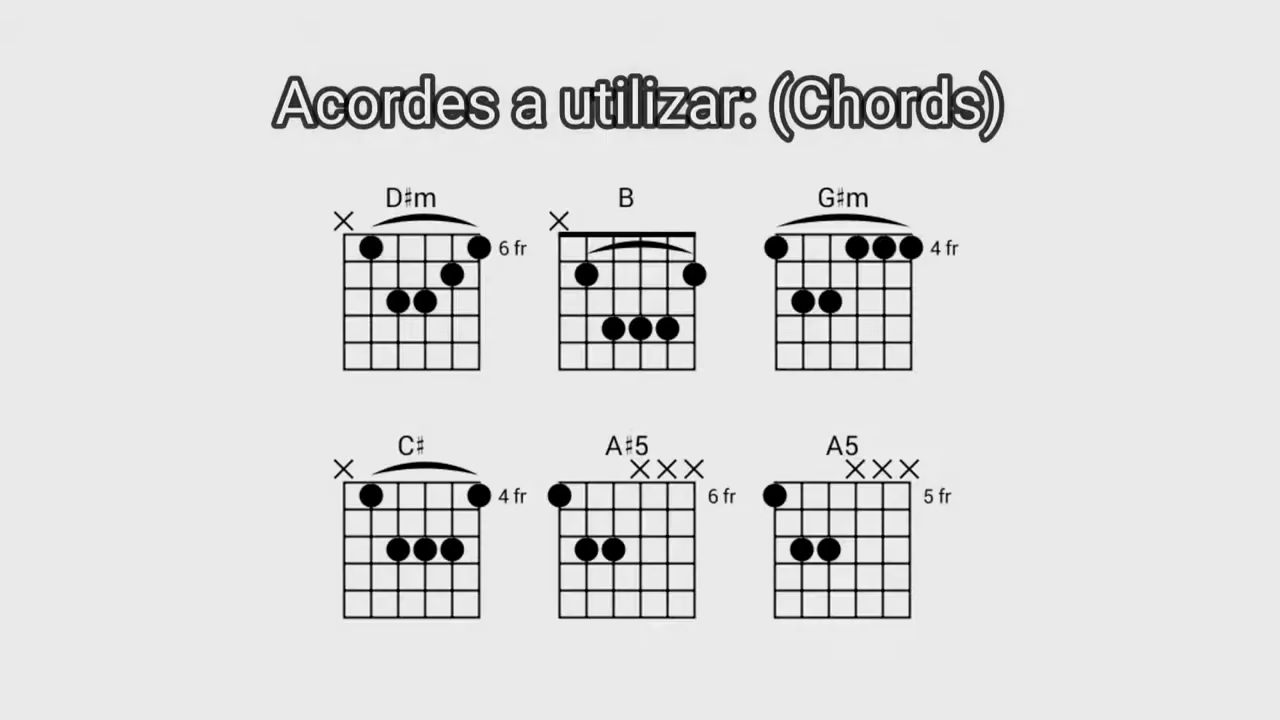 Acordes a utilizar: (Chords)
D♯m B G♯m
× ×
6 fr 4 fr
C♯ A♯5 A5
× × × × × × ×
4 fr 6 fr 5 fr